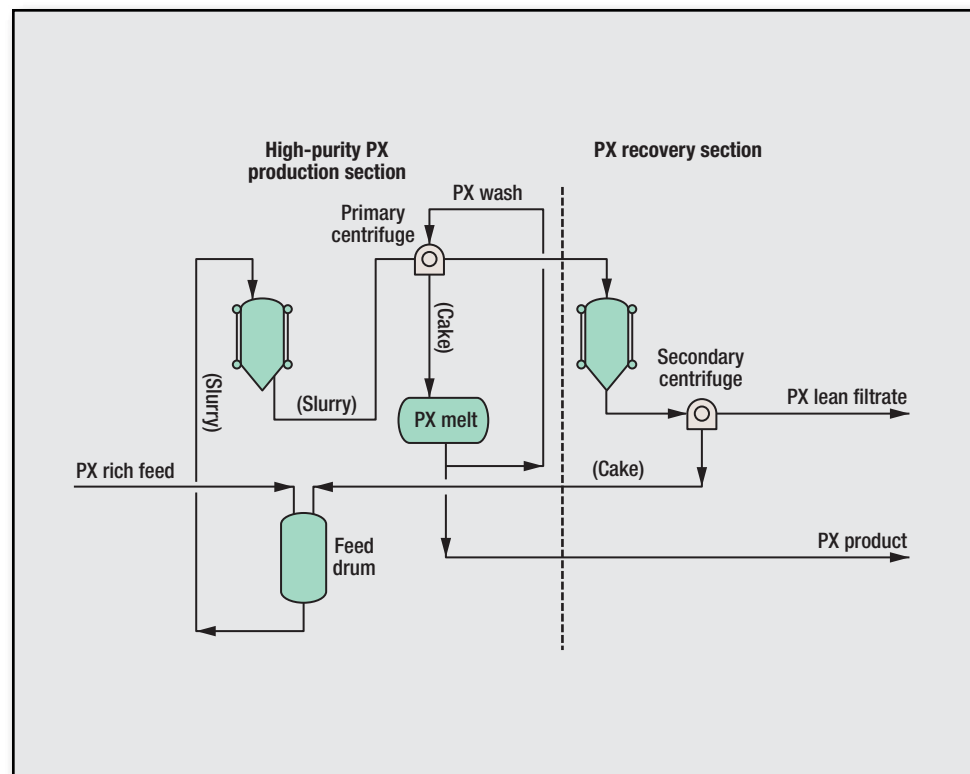 High-purity PX
production section
PX recovery section
PX wash
Primary
centrifuge
(Cake)
(Slurry)
(Slurry)
PX melt
Secondary
centrifuge
PX lean filtrate
(Cake)
PX rich feed
Feed
drum
PX product